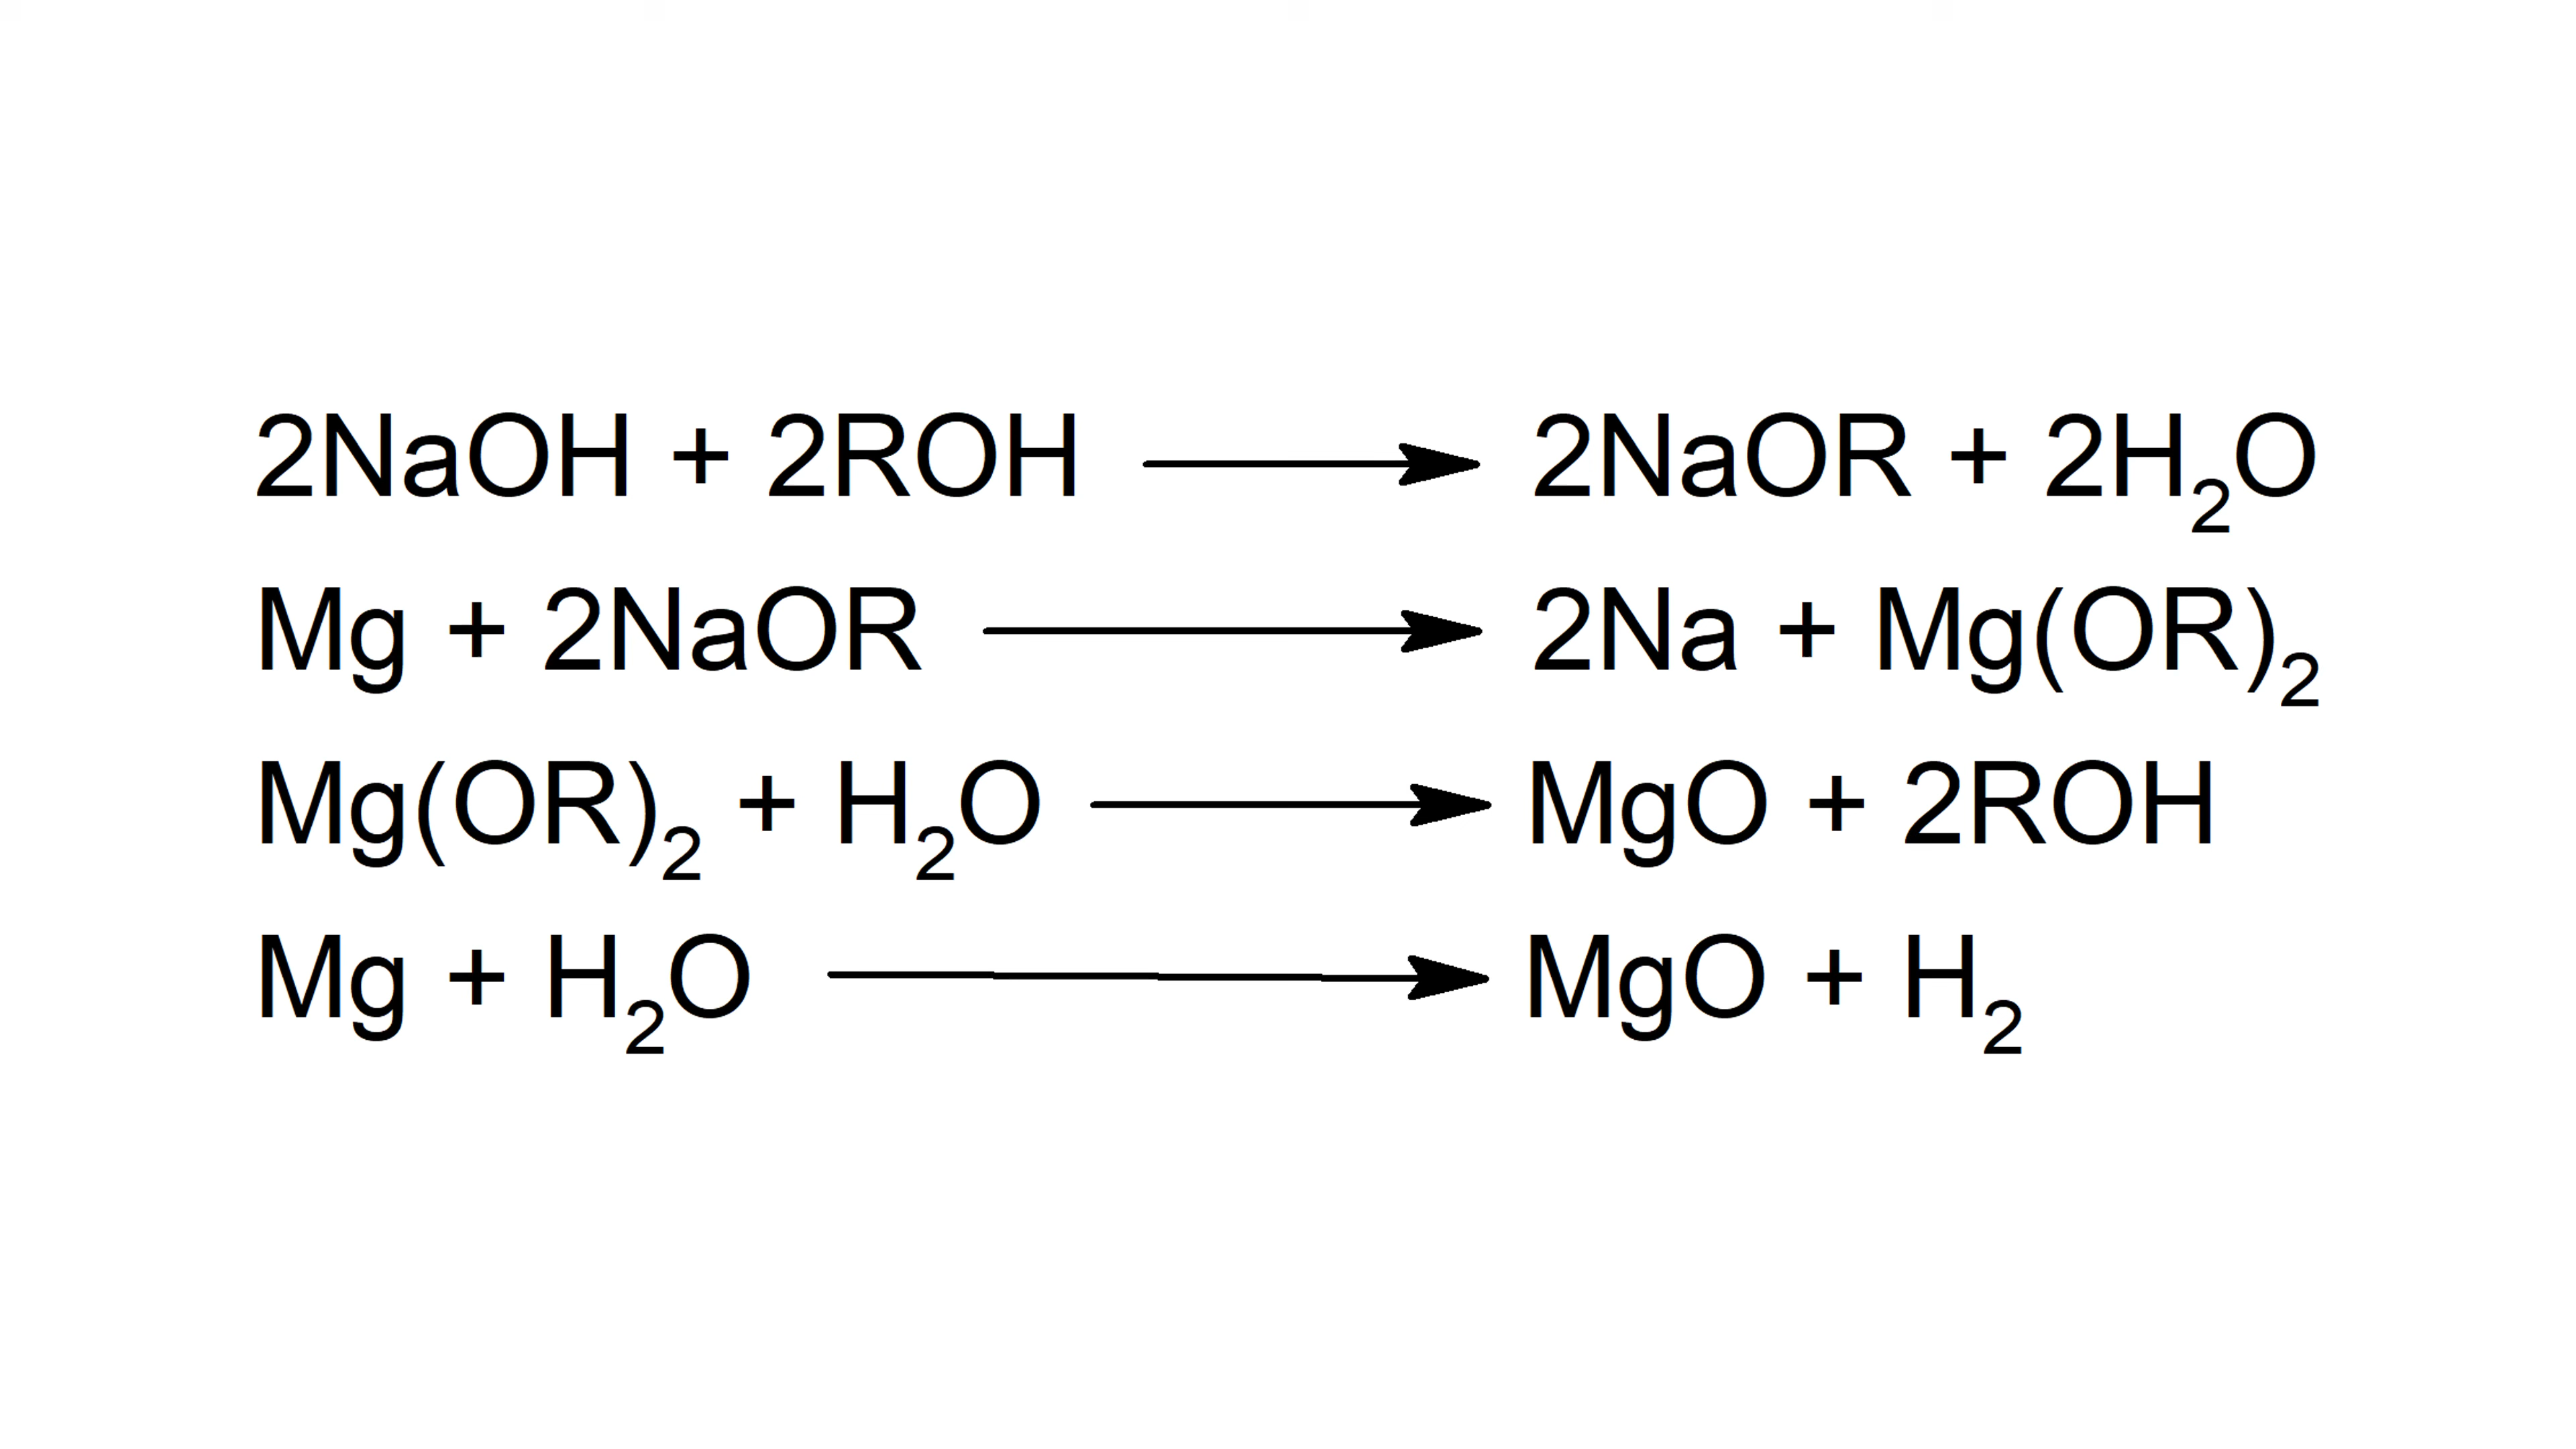 2NaOH + 2ROH ⟶ 2NaOR + 2H₂O
Mg + 2NaOR ⟶ 2Na + Mg(OR)₂
Mg(OR)₂ + H₂O ⟶ MgO + 2ROH
Mg + H₂O ⟶ MgO + H₂